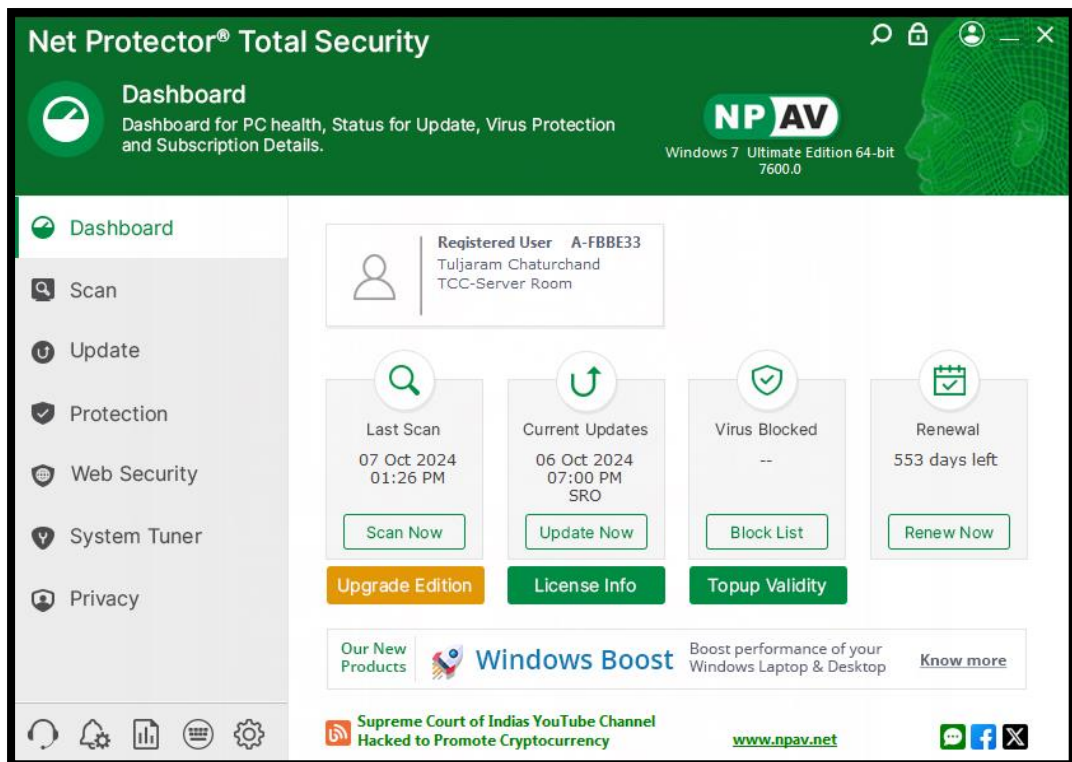 Net Protector® Total Security
Dashboard
Dashboard for PC health, Status for Update, Virus Protection
and Subscription Details.
NP AV
Windows 7 Ultimate Edition 64-bit
7600.0
Dashboard
Scan
Update
Protection
Web Security
System Tuner
Privacy
Registered User A-FBBE33
Tuljaram Chaturchand
TCC-Server Room
Last Scan
07 Oct 2024
01:26 PM
Scan Now
Current Updates
06 Oct 2024
07:00 PM
SRO
Update Now
Virus Blocked
--
Block List
Renewal
553 days left
Renew Now
Upgrade Edition
License Info
Topup Validity
Our New
Products
Windows Boost
Boost performance of your
Windows Laptop & Desktop
Know more
Supreme Court of Indias YouTube Channel
Hacked to Promote Cryptocurrency
www.npav.net